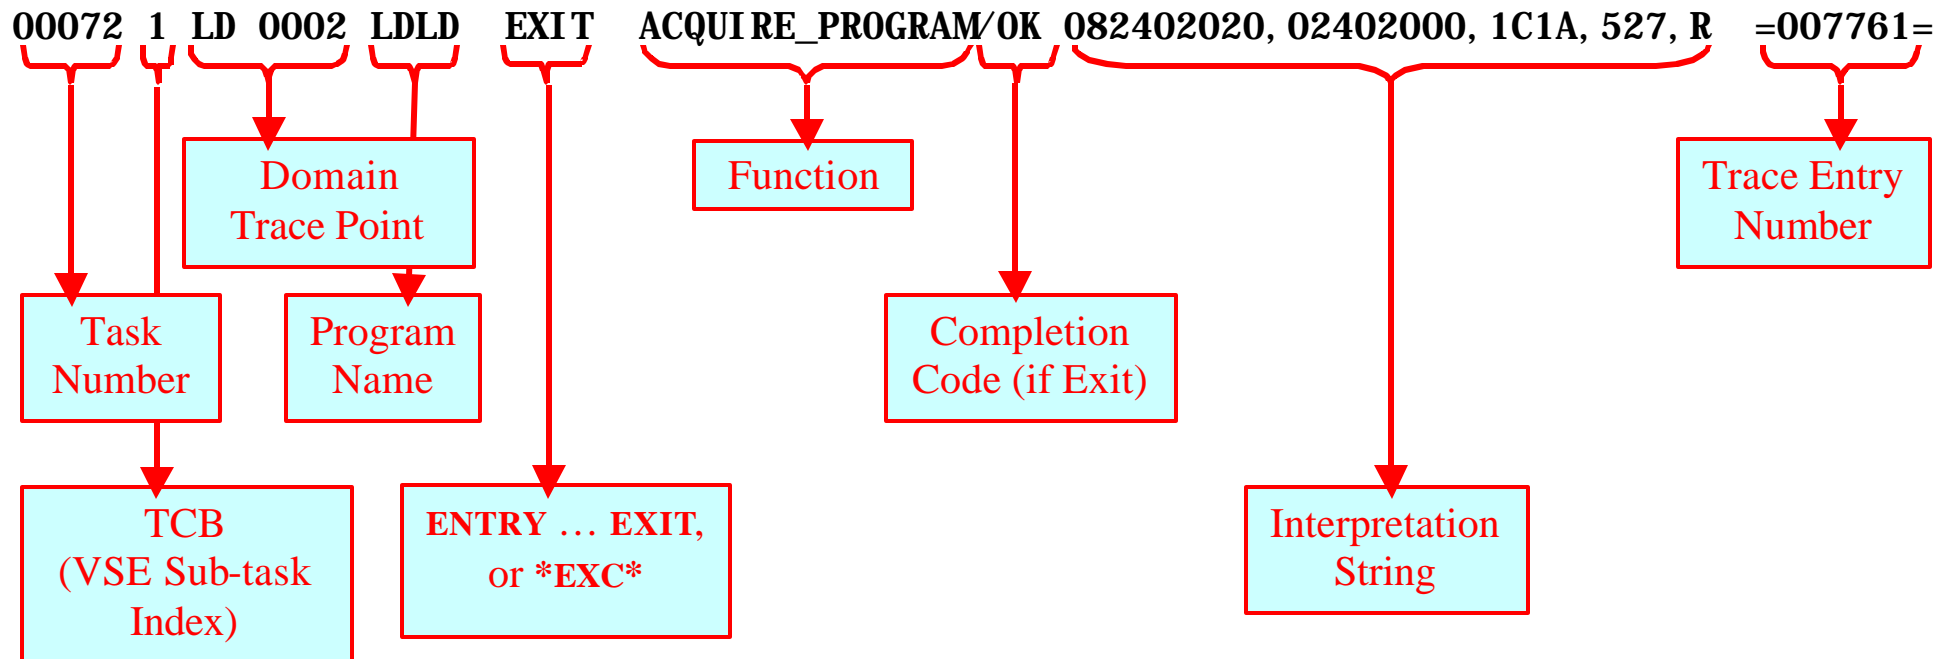 00072 1 LD 0002 LDLD EXIT ACQUIRE_PROGRAM/OK 082402020, 02402000, 1C1A, 527, R =007761=
Domain
Trace Point
Function
Trace Entry
Number
Task
Number
Program
Name
Completion
Code (if Exit)
TCB
(VSE Sub-task
Index)
ENTRY … EXIT,
or *EXC*
Interpretation
String